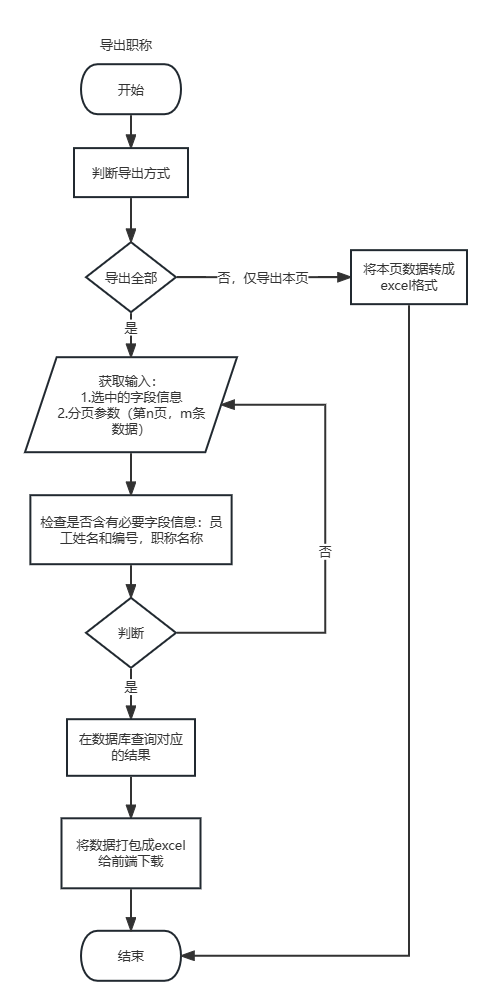 导出职称
开始
判断导出方式
导出全部
否，仅导出本页
将本页数据转成
excel格式
是
获取输入：
1.选中的字段信息
2.分页参数（第n页，m条
数据）
检查是否含有必要字段信息：员
工姓名和编号，职称名称
否
判断
是
在数据库查询对应
的结果
将数据打包成excel
给前端下载
结束